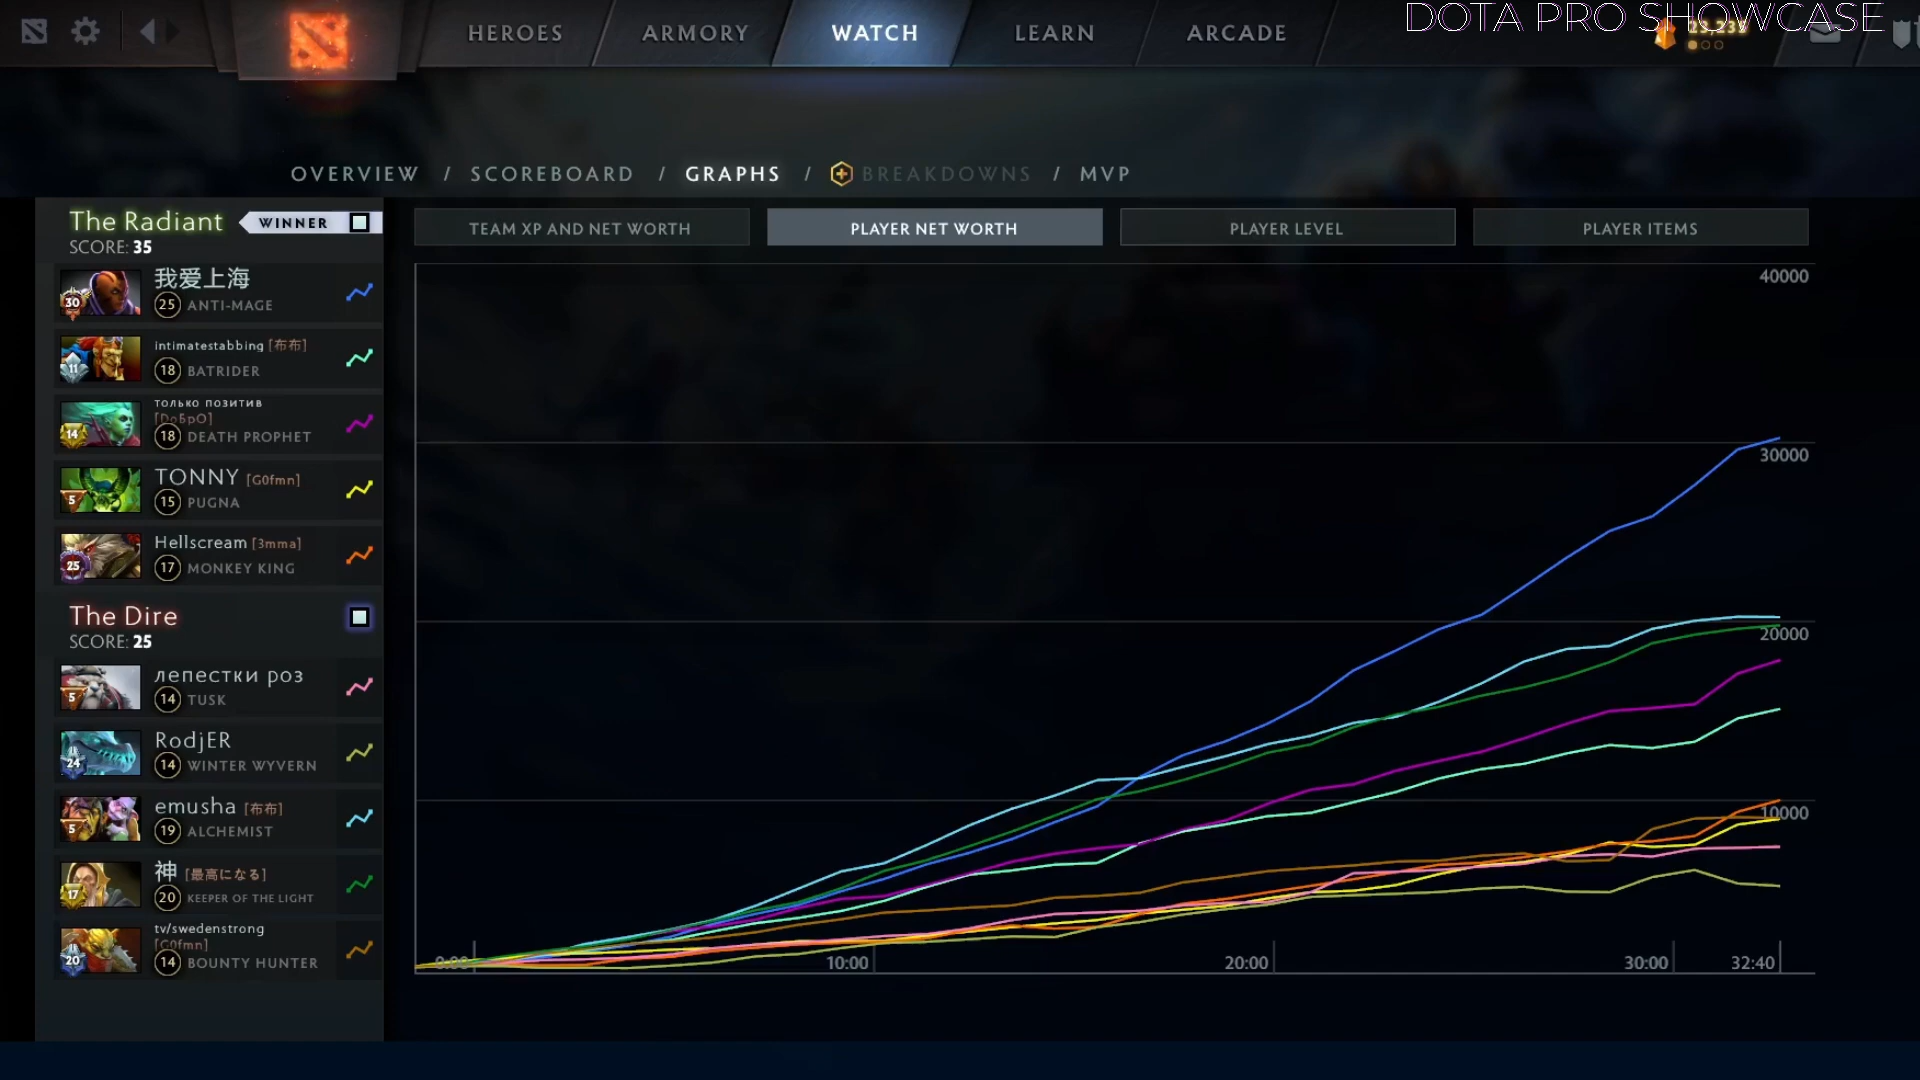 HEROES
ARMORY
WATCH
LEARN
ARCADE
DOTA PRO SHOWCASE
OVERVIEW / SCOREBOARD / GRAPHS / BREAKDOWNS / MVP
The Radiant
WINNER
SCORE: 35
TEAM XP AND NET WORTH
PLAYER NET WORTH
PLAYER LEVEL
PLAYER ITEMS
30
我爱上海
25 ANTI-MAGE
11
intimatestabbing [布布]
18 BATRIDER
14
только позитив
[DoБрО]
18 DEATH PROPHET
5
TONNY [G0fmn]
15 PUGNA
25
Hellscream [3mma]
17 MONKEY KING
The Dire
SCORE: 25
5
лепестки роз
14 TUSK
24
RodjER
14 WINTER WYVERN
5
emusha [布布]
19 ALCHEMIST
17
神 [最高になる]
20 KEEPER OF THE LIGHT
20
tv/swedenstrong
[G0fmn]
14 BOUNTY HUNTER
40000
30000
20000
10000
10:00
20:00
30:00
32:40